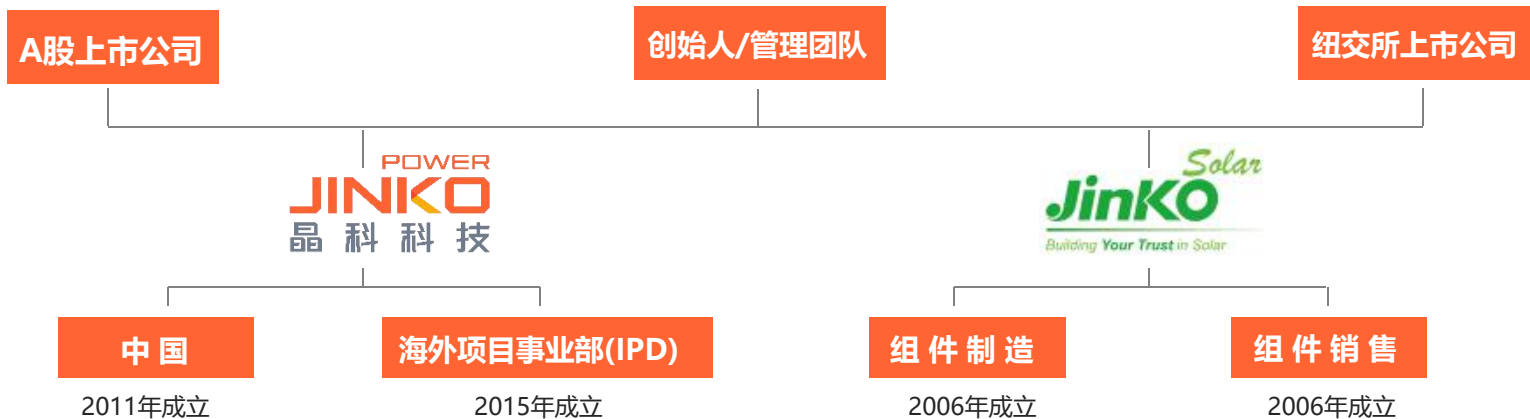 A股上市公司
创始人/管理团队
纽交所上市公司
POWER
JINKO
晶科科技
Solar
JinKO
Building Your Trust in Solar
中国
海外项目事业部(IPD)
组件制造
组件销售
2011年成立
2015年成立
2006年成立
2006年成立